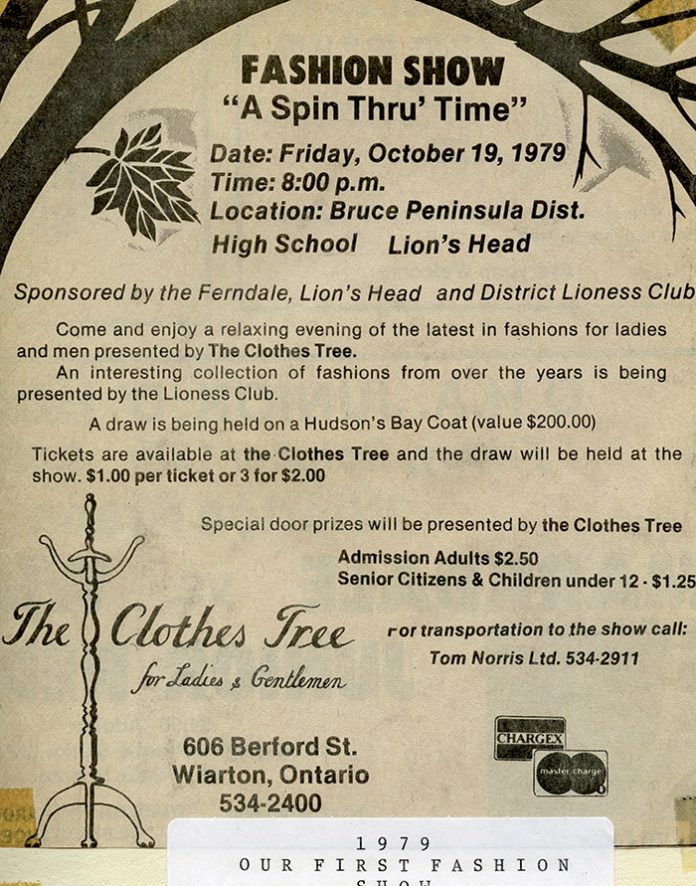 FASHION SHOW
"A Spin Thru' Time"
Date: Friday, October 19, 1979
Time: 8:00 p.m.
Location: Bruce Peninsula Dist.
High School Lion's Head
Sponsored by the Ferndale, Lion's Head and District Lioness Club
Come and enjoy a relaxing evening of the latest in fashions for ladies
and men presented by The Clothes Tree.
An interesting collection of fashions from over the years is being
presented by the Lioness Club.
A draw is being held on a Hudson's Bay Coat (value $200.00)
Tickets are available at the Clothes Tree and the draw will be held at the
show. $1.00 per ticket or 3 for $2.00
Special door prizes will be presented by the Clothes Tree
Admission Adults $2.50
Senior Citizens & Children under 12 - $1.25
The Clothes Tree
for Ladies & Gentlemen
For transportation to the show call:
Tom Norris Ltd. 534-2911
606 Berford St.
Wiarton, Ontario
534-2400
CHARGEX
master charge
1979
OUR FIRST FASHION
SHOW